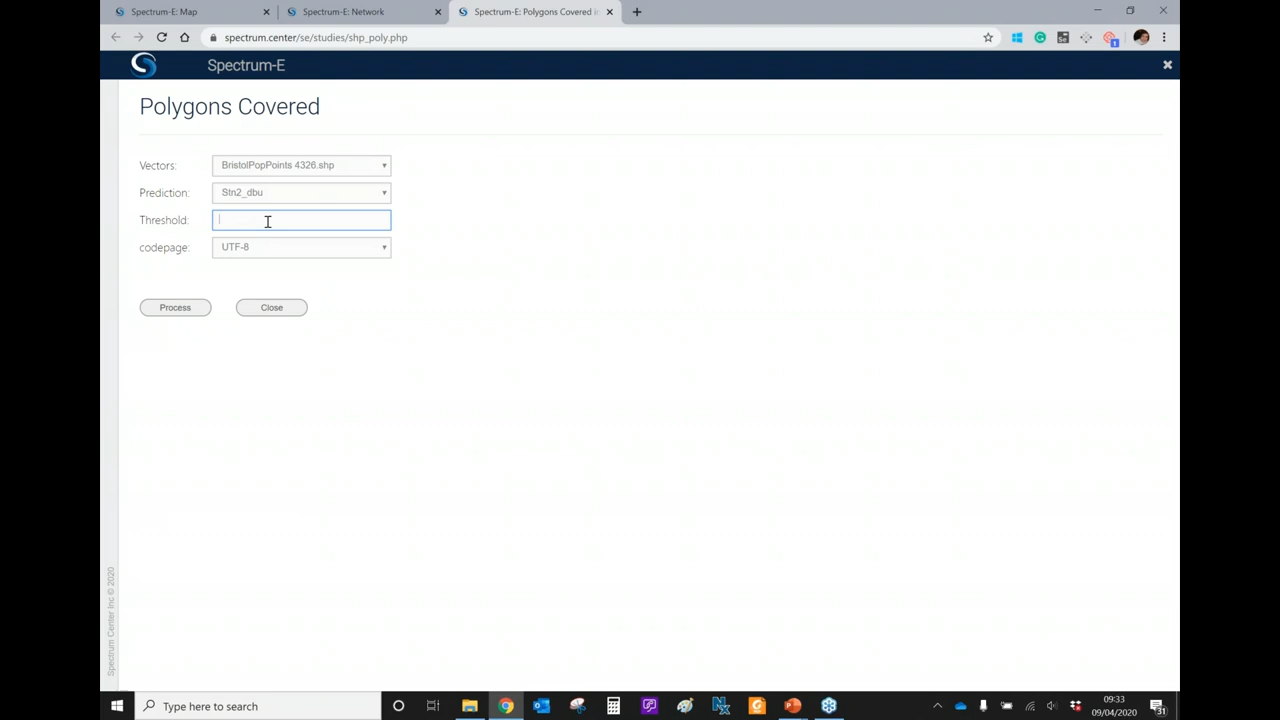 Spectrum-E: Map
Spectrum-E: Network
Spectrum-E: Polygons Covered i
spectrum.center/se/studies/shp_poly.php
1
Spectrum-E
Polygons Covered
Vectors:
BristolPopPoints 4326.shp
Prediction:
Stn2_dbu
Threshold:
codepage:
UTF-8
Process
Close
Spectrum Center Inc © 2020
Type here to search
09:33
09/04/2020
31